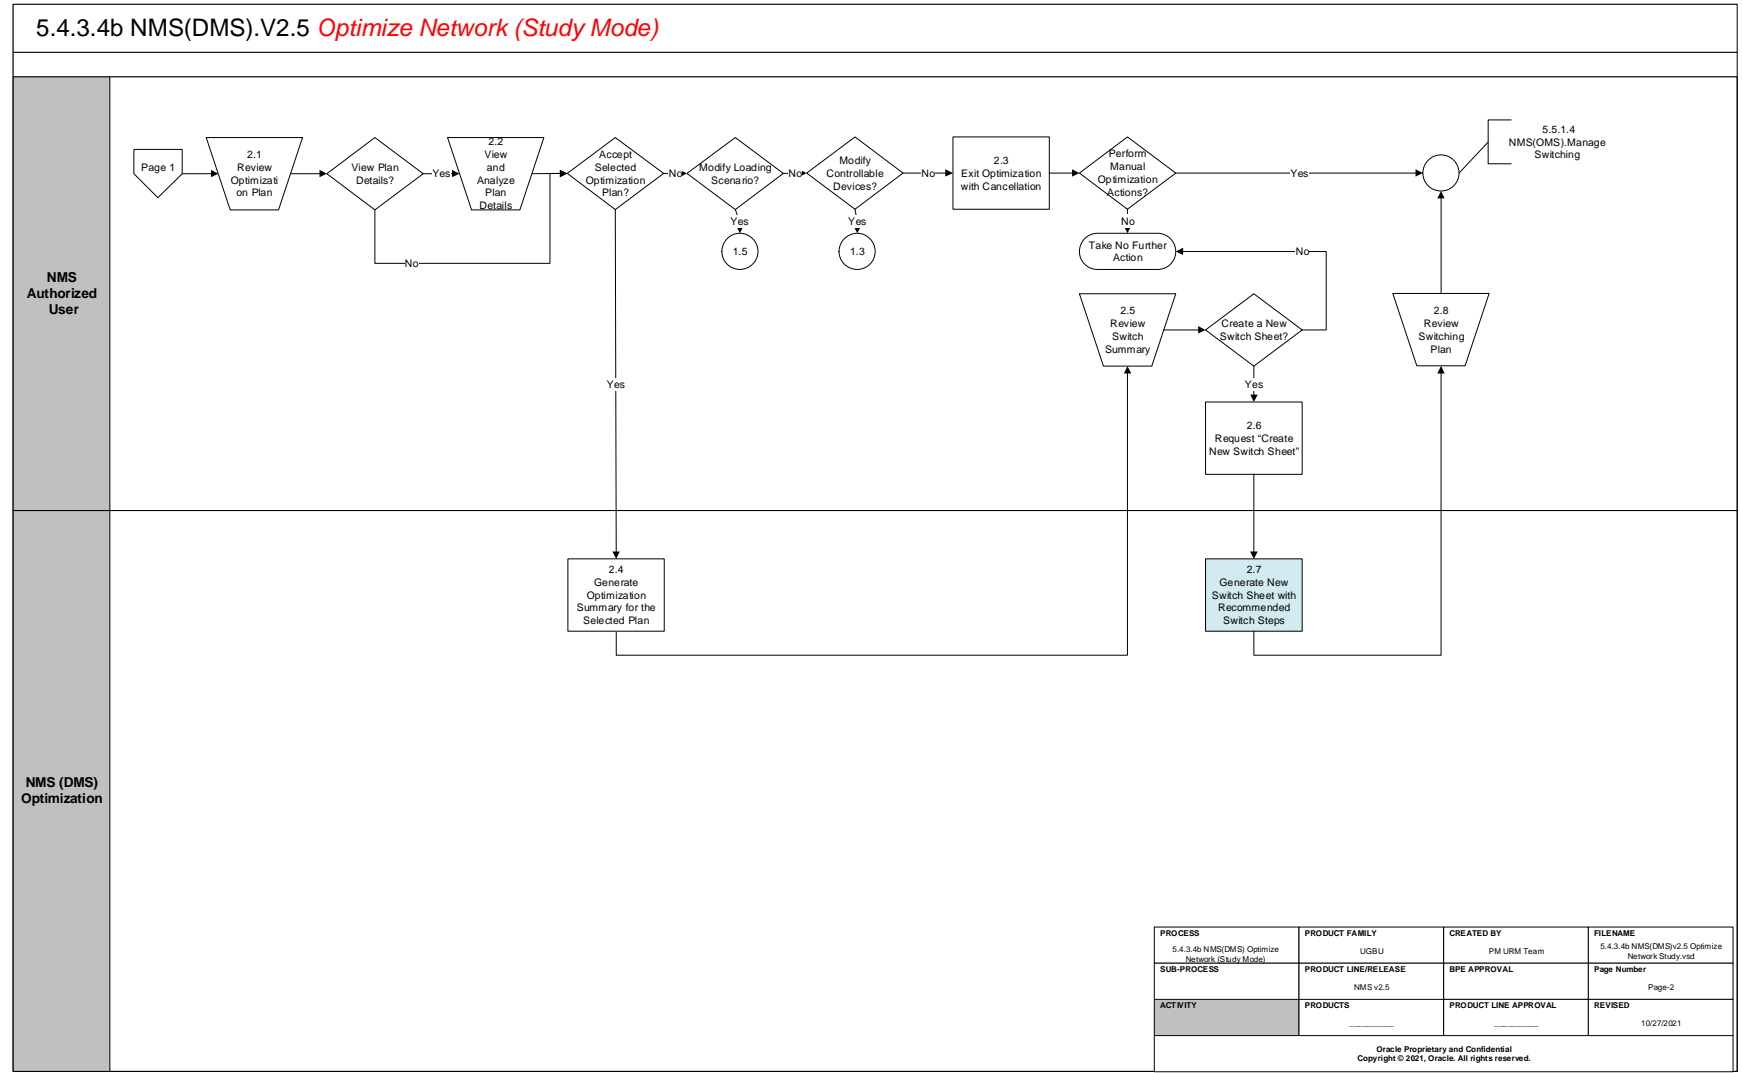 5.4.3.4b NMS(DMS).V2.5 Optimize Network (Study Mode)
NMS
Authorized
User
Page 1
2.1
Review
Optimizati
on Plan
View Plan
Details?
Yes
No
2.2
View
and
Analyze
Plan
Details
Accept
Selected
Optimization
Plan?
No
Yes
Modify Loading
Scenario?
No
Yes
1.5
Modify
Controllable
Devices?
No
Yes
1.3
2.3
Exit Optimization
with Cancellation
Perform
Manual
Optimization
Actions?
Yes
No
Take No Further
Action
No
5.5.1.4
NMS(OMS).Manage
Switching
2.5
Review
Switch
Summary
Create a New
Switch Sheet?
Yes
2.6
Request “Create
New Switch Sheet”
2.8
Review
Switching
Plan
NMS (DMS)
Optimization
2.4
Generate
Optimization
Summary for the
Selected Plan
2.7
Generate New
Switch Sheet with
Recommended
Switch Steps
PROCESS
5.4.3.4b NMS(DMS) Optimize
Network (Study Mode)
PRODUCT FAMILY
UGBU
CREATED BY
PM URM Team
FILENAME
5.4.3.4b NMS(DMS)v2.5 Optimize
Network Study.vsd
SUB-PROCESS
PRODUCT LINE/RELEASE
NMS v2.5
BPE APPROVAL
Page Number
Page-2
ACTIVITY
PRODUCTS
___________
PRODUCT LINE APPROVAL
___________
REVISED
10/27/2021
Oracle Proprietary and Confidential
Copyright © 2021, Oracle. All rights reserved.